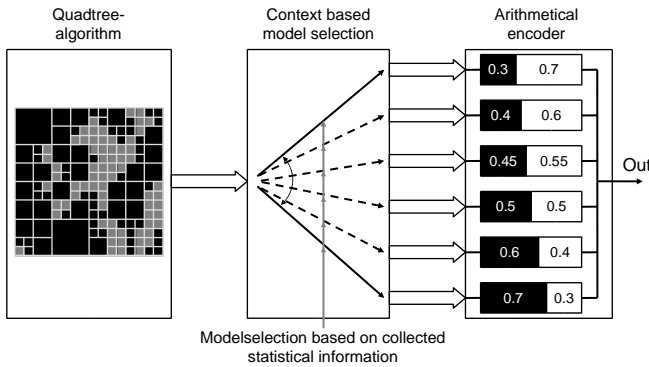 Quadtree-
algorithm
Context based
model selection
Arithmetical
encoder
0.3 0.7
0.4 0.6
0.45 0.55
0.5 0.5
0.6 0.4
0.7 0.3
Out
Modelselection based on collected
statistical information